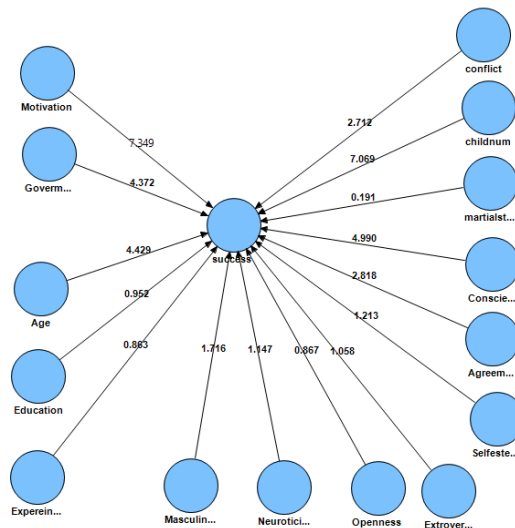 conflict
Motivation
2.712
childnum
7.349
7.069
Goverm...
4.372
0.191
martialst...
success
4.990
4.429
Conscie...
2.818
Age
0.952
1.213
Agreem...
0.863
1.716
1.147
0.867
1.058
Education
Selfeste...
Experein...
Masculin...
Neurotici...
Openness
Extrover...